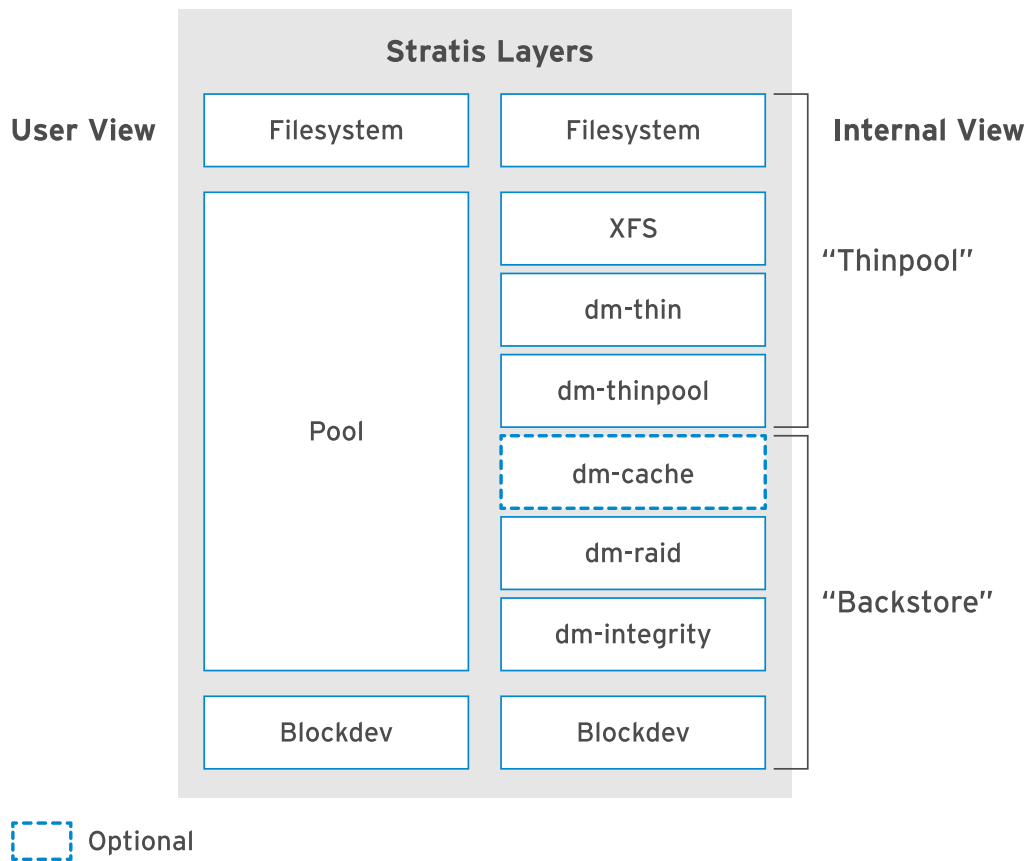 Stratis Layers
User View
Filesystem
Filesystem
Internal View
XFS
“Thinpool”
dm-thin
dm-thinpool
Pool
dm-cache
dm-raid
“Backstore”
dm-integrity
Blockdev
Blockdev
Optional